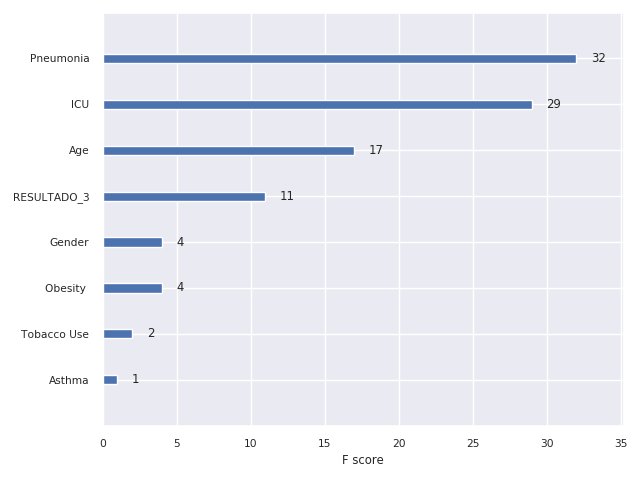 Pneumonia 32
ICU 29
Age 17
RESULTADO_3 11
Gender 4
Obesity 4
Tobacco Use 2
Asthma 1
0 5 10 15 20 25 30 35
F score